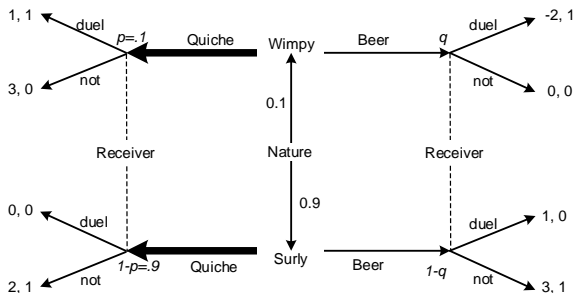 1, 1
duel
p=.1
Quiche
Wimpy
Beer
q
duel
-2, 1
not
3, 0
not
0, 0
0.1
Receiver
Nature
Receiver
0.9
0, 0
duel
duel
1, 0
not
2, 1
1-p=.9
Quiche
Surly
Beer
1-q
not
3, 1